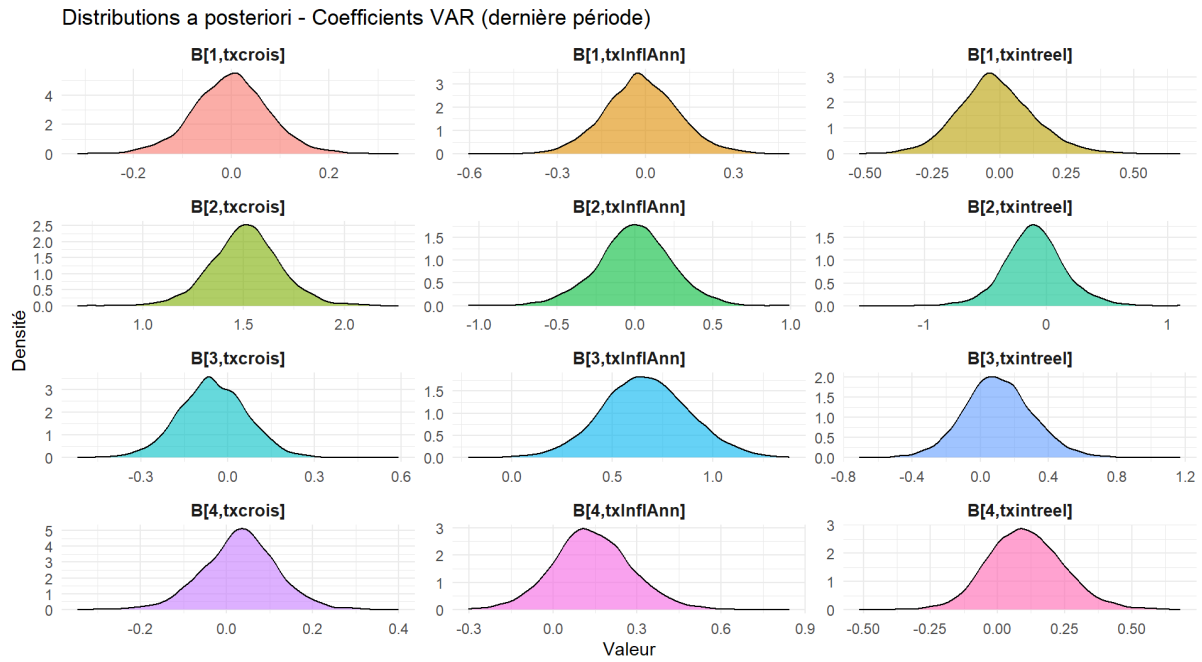 Distributions a posteriori - Coefficients VAR (dernière période)
B[1,txcrois] B[1,txInflAnn] B[1,txintreel]
4 3 3
2 2 2
0 1 1
0 0
-0.2 0.0 0.2 -0.6 -0.3 0.0 0.3 -0.50 -0.25 0.00 0.25 0.50
B[2,txcrois] B[2,txInflAnn] B[2,txintreel]
2.5
2.0 1.5 1.5
1.5 1.0 1.0
1.0 0.5 0.5
0.5 0.0 0.0
0.0
1.0 1.5 2.0 -1.0 -0.5 0.0 0.5 1.0 -1 0 1
Densité
B[3,txcrois] B[3,txInflAnn] B[3,txintreel]
3 1.5 2.0
2 1.0 1.5
1 0.5 1.0
0 0.0 0.5
0.0
-0.3 0.0 0.3 0.6 0.0 0.5 1.0 -0.8 -0.4 0.0 0.4 0.8 1.2
B[4,txcrois] B[4,txInflAnn] B[4,txintreel]
5 3 3
4 2 2
3 1 1
2 0 0
1
0
-0.2 0.0 0.2 0.4 -0.3 0.0 0.3 0.6 0.9 -0.50 -0.25 0.00 0.25 0.50
Valeur